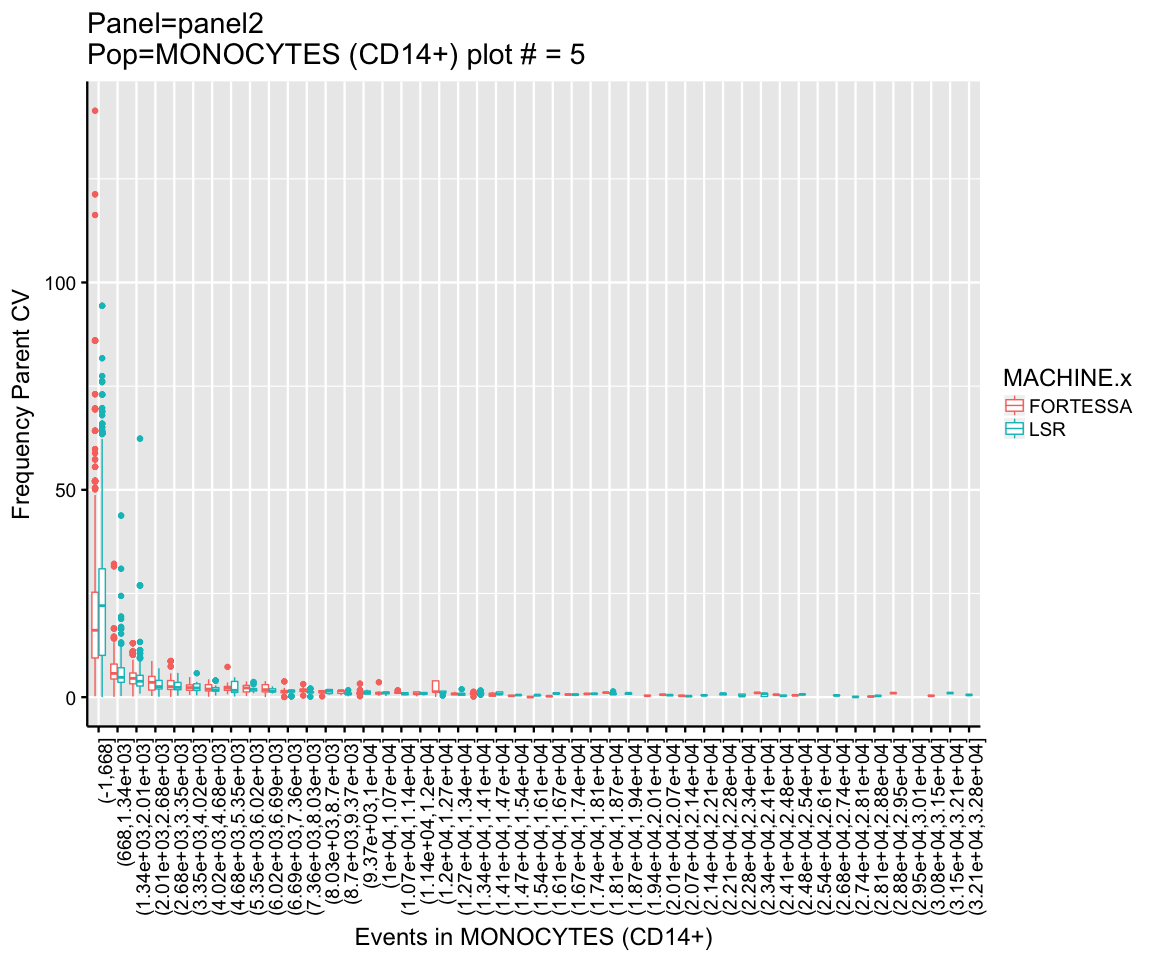 Panel=panel2
Pop=MONOCYTES (CD14+) plot # = 5
Frequency Parent CV
100
50
0
MACHINE.x
FORTESSA
LSR
(-1,668]
(668,1.34e+03]
(1.34e+03,2.01e+03]
(2.01e+03,2.68e+03]
(2.68e+03,3.35e+03]
(3.35e+03,4.02e+03]
(4.02e+03,4.68e+03]
(4.68e+03,5.35e+03]
(5.35e+03,6.02e+03]
(6.02e+03,6.69e+03]
(6.69e+03,7.36e+03]
(7.36e+03,8.03e+03]
(8.03e+03,8.7e+03]
(8.7e+03,9.37e+03]
(9.37e+03,1e+04]
(1e+04,1.07e+04]
(1.07e+04,1.14e+04]
(1.14e+04,1.2e+04]
(1.2e+04,1.27e+04]
(1.27e+04,1.34e+04]
(1.34e+04,1.41e+04]
(1.41e+04,1.47e+04]
(1.47e+04,1.54e+04]
(1.54e+04,1.61e+04]
(1.61e+04,1.67e+04]
(1.67e+04,1.74e+04]
(1.74e+04,1.81e+04]
(1.81e+04,1.87e+04]
(1.87e+04,1.94e+04]
(1.94e+04,2.01e+04]
(2.01e+04,2.07e+04]
(2.07e+04,2.14e+04]
(2.14e+04,2.21e+04]
(2.21e+04,2.28e+04]
(2.28e+04,2.34e+04]
(2.34e+04,2.41e+04]
(2.41e+04,2.48e+04]
(2.48e+04,2.54e+04]
(2.54e+04,2.61e+04]
(2.68e+04,2.74e+04]
(2.74e+04,2.81e+04]
(2.81e+04,2.88e+04]
(2.88e+04,2.95e+04]
(2.95e+04,3.01e+04]
(3.08e+04,3.15e+04]
(3.15e+04,3.21e+04]
(3.21e+04,3.28e+04]
Events in MONOCYTES (CD14+)